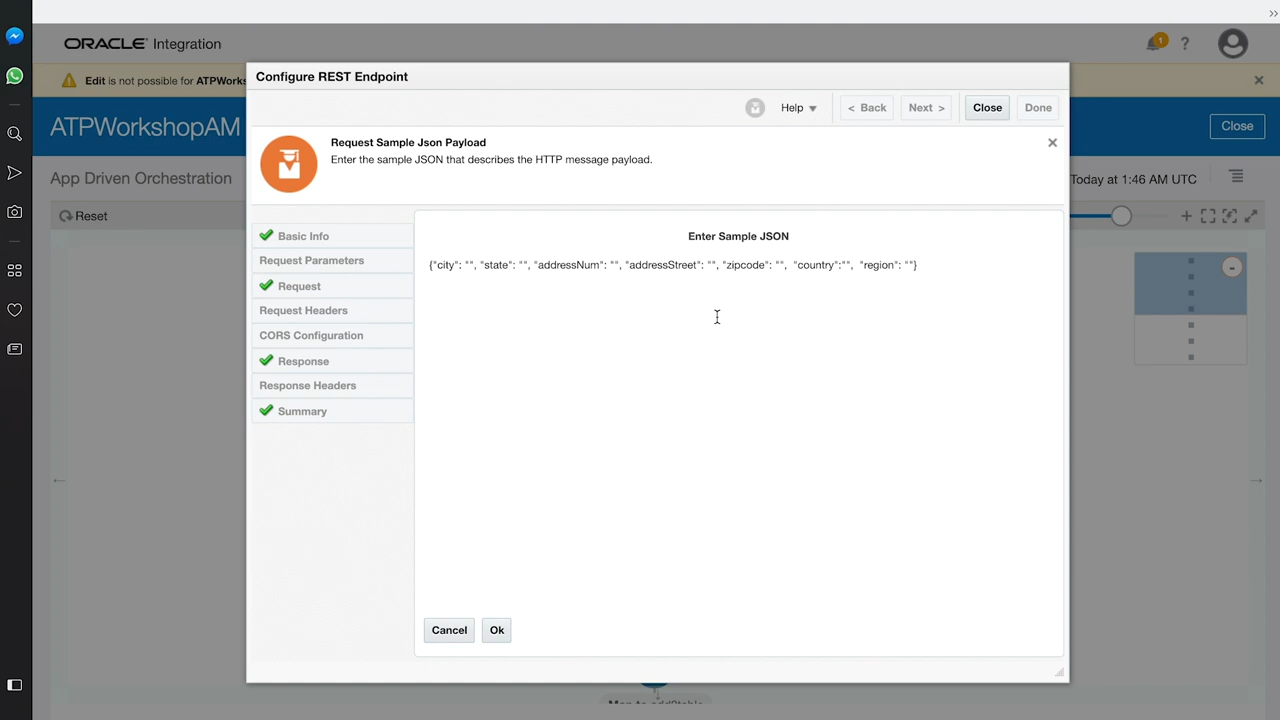 ORACLE Integration
1
?
Edit is not possible for ATPWorks
ATPWorkshopAM
Close
App Driven Orchestration
Today at 1:46 AM UTC
Reset
Configure REST Endpoint
Help
< Back
Next >
Close
Done
Request Sample Json Payload
Enter the sample JSON that describes the HTTP message payload.
Basic Info
Request Parameters
Request
Request Headers
CORS Configuration
Response
Response Headers
Summary
Enter Sample JSON
{"city": "", "state": "", "addressNum": "", "addressStreet": "", "zipcode": "", "country":"", "region": ""}
Cancel
Ok